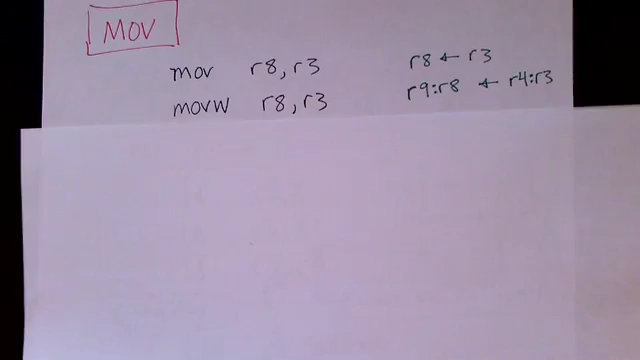 MOV
mov r8, r3 r8 ← r3
movw r8, r3 r9:r8 ← r4:r3